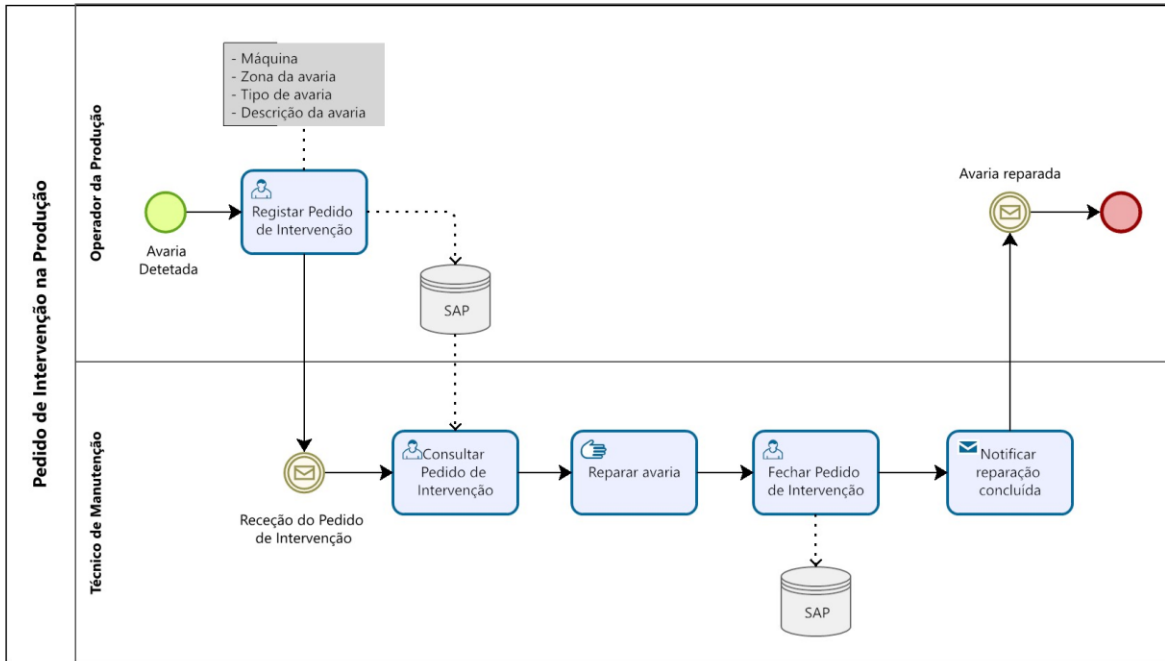 Pedido de Intervenção na Produção
Operador da Produção
- Máquina
- Zona da avaria
- Tipo de avaria
- Descrição da avaria
Avaria
Detetada
Registar Pedido
de Intervenção
SAP
Avaria reparada
Técnico de Manutenção
Receção do Pedido
de Intervenção
Consultar
Pedido de
Intervenção
Reparar avaria
Fechar Pedido
de Intervenção
SAP
Notificar
reparação
concluída